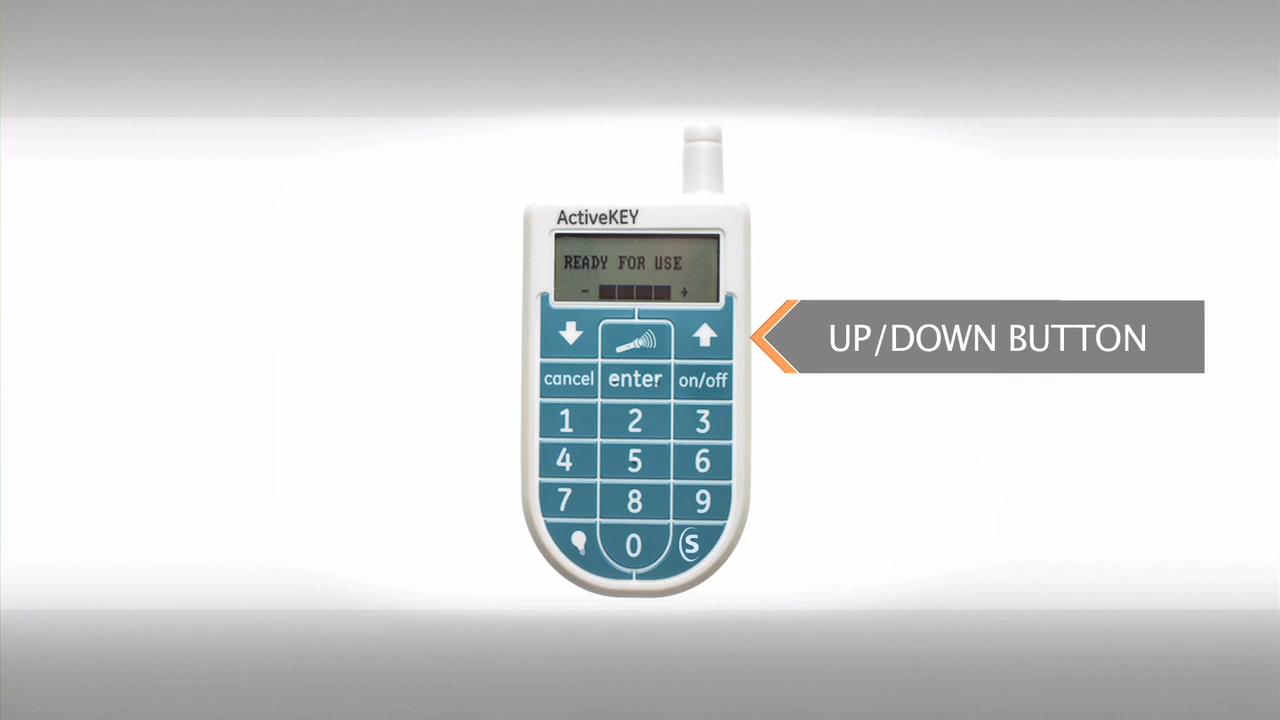 ActiveKEY
READY FOR USE
- +
UP/DOWN BUTTON
cancel enter on/off
1 2 3
4 5 6
7 8 9
0 S